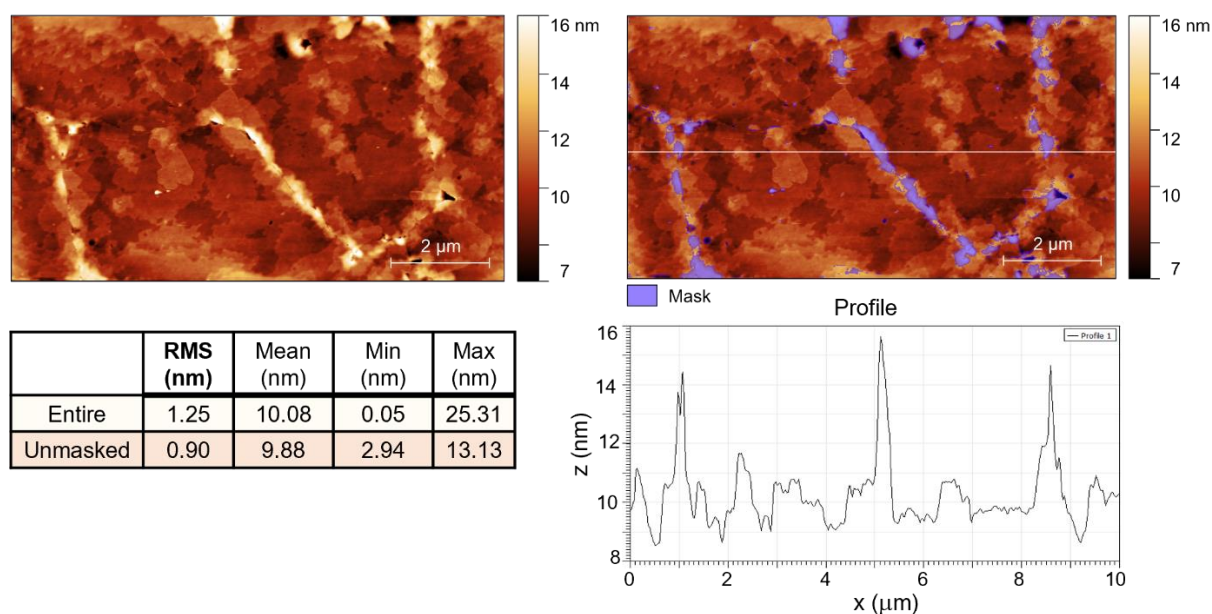 16 nm
14
12
10
7
2 μm
16 nm
14
12
10
7
2 μm
Mask
RMS (nm) Mean (nm) Min (nm) Max (nm)
Entire 1.25 10.08 0.05 25.31
Unmasked 0.90 9.88 2.94 13.13
Profile
Profile 1
16
14
12
10
8
z (nm)
0 2 4 6 8 10
x (μm)